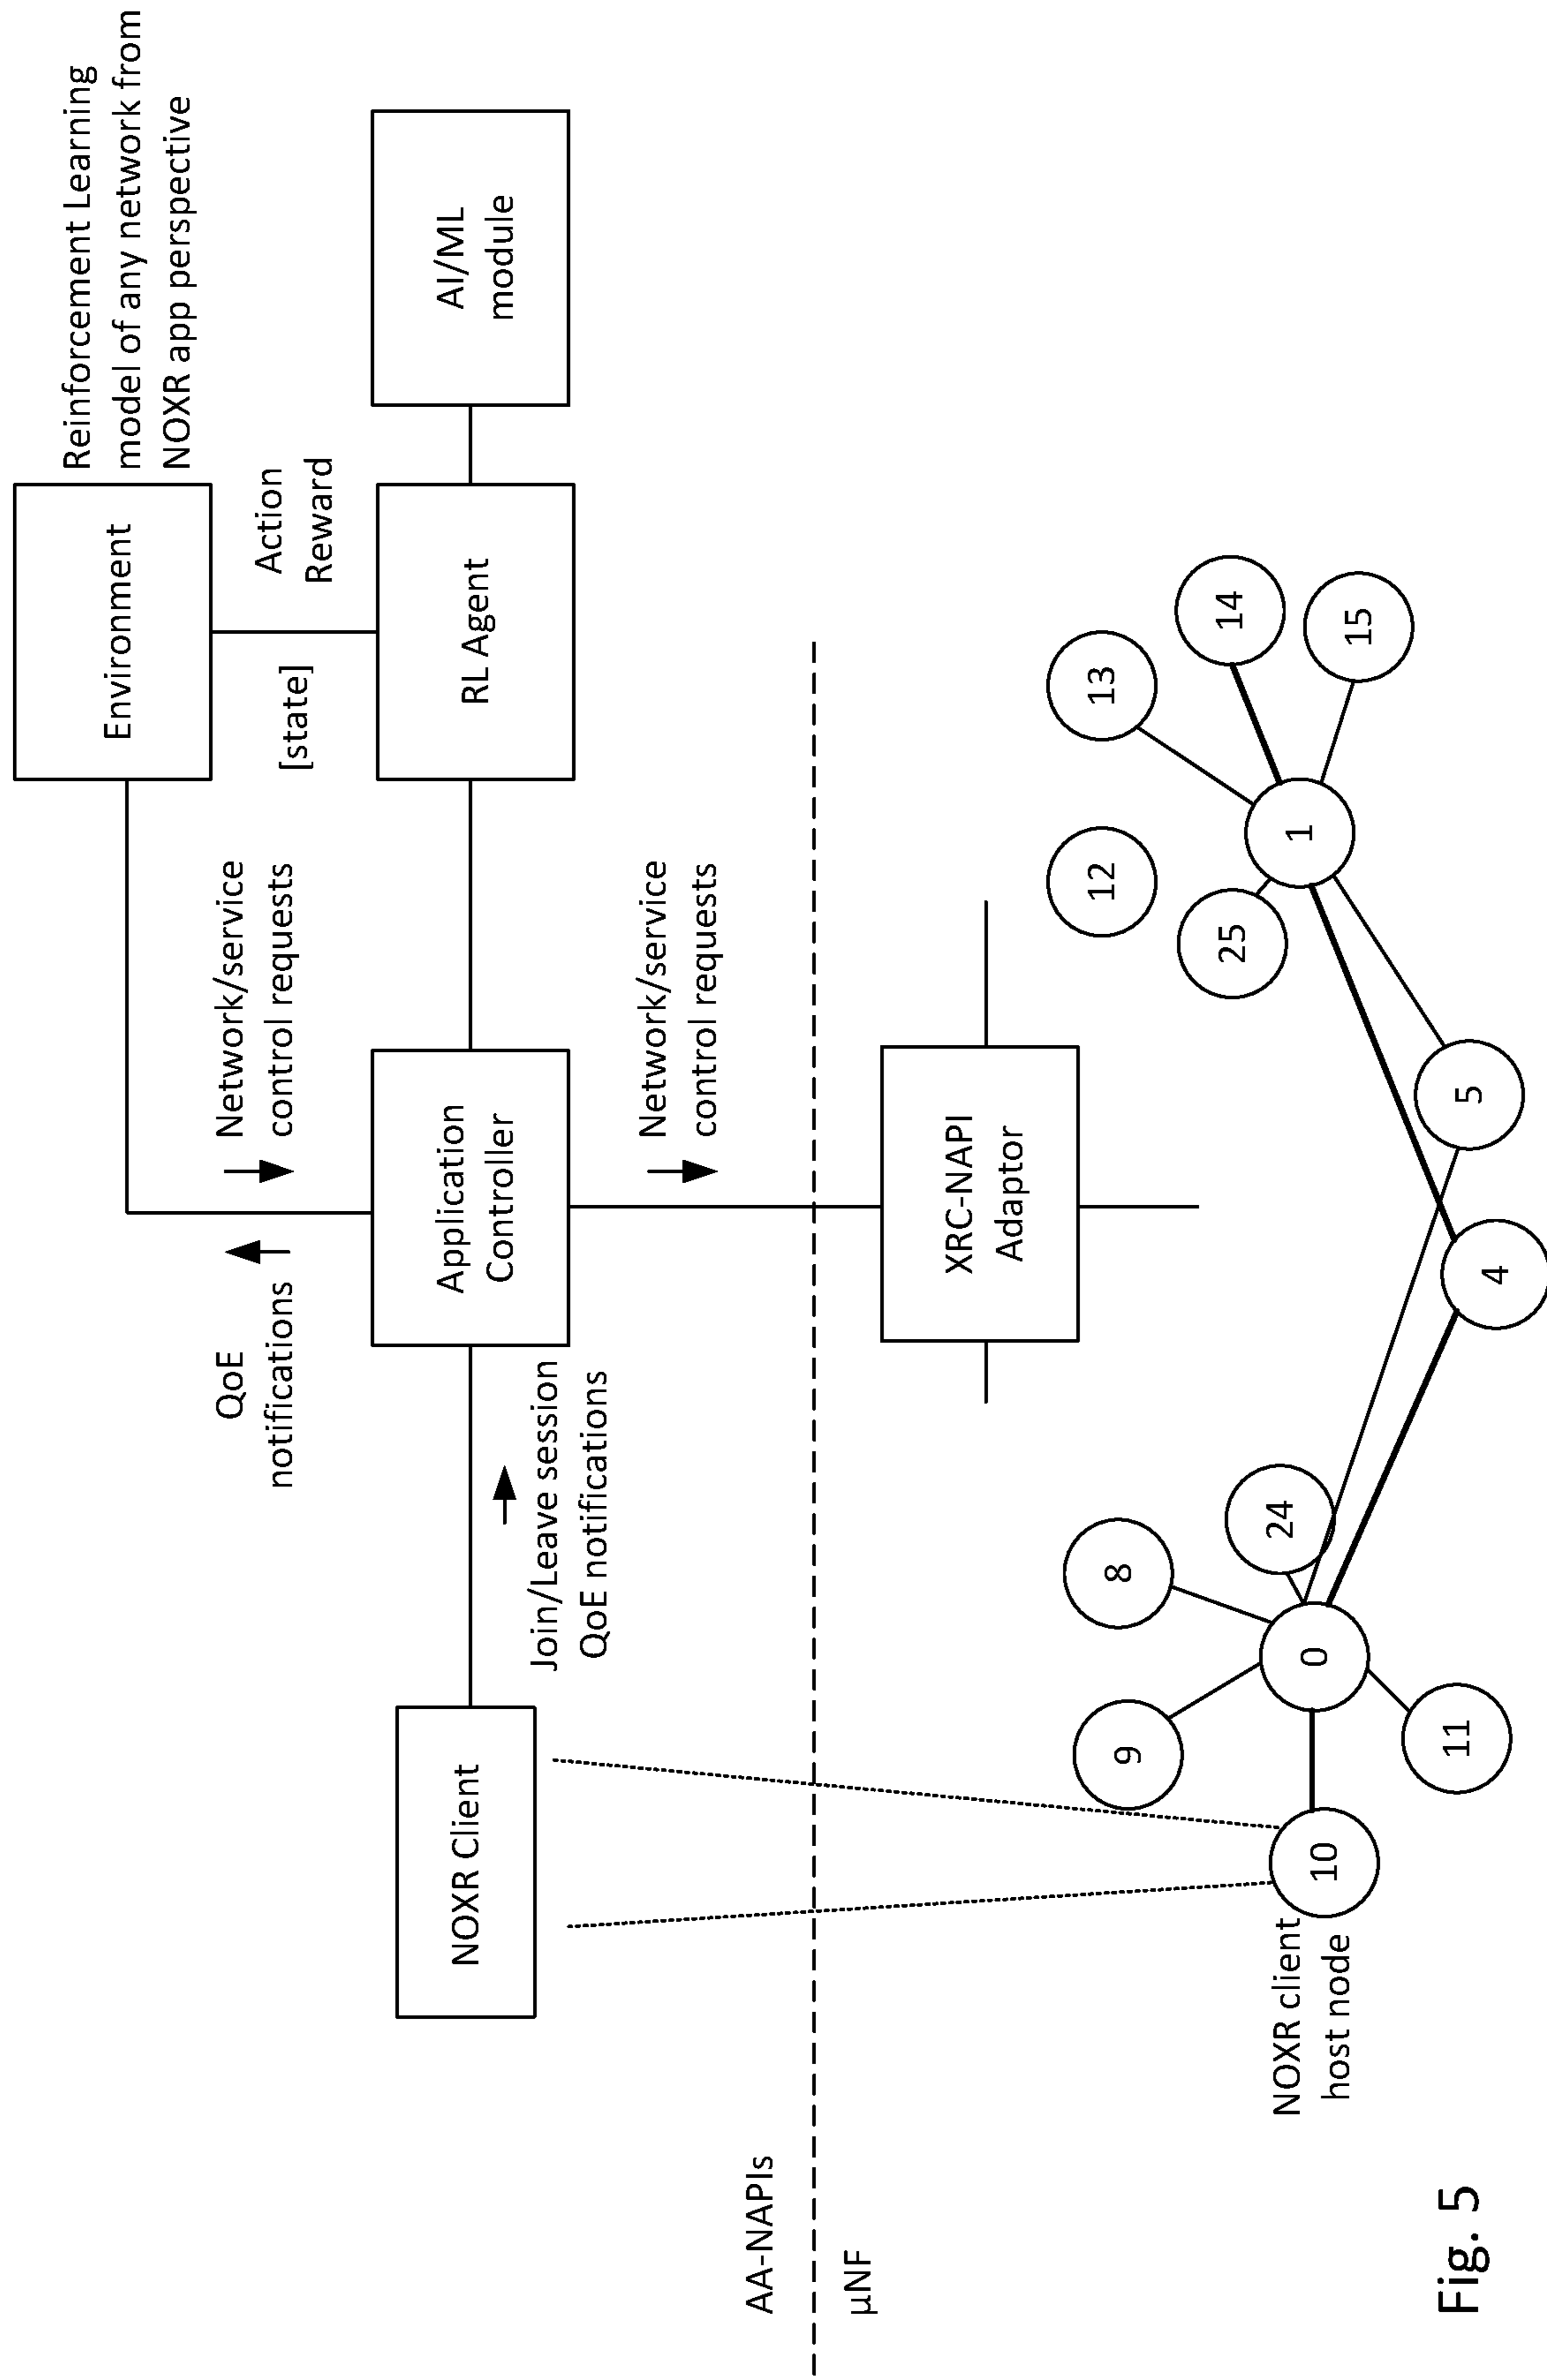 Reinforcement Learning
model of any network from
NOXR app perspective
Environment
Action
Reward
[state]
Network/service
control requests
QoE
notifications
NOXR Client
Join/Leave session
QoE notifications
Application
Controller
RL Agent
AI/ML
module
Network/service
control requests
AA-NAPIs
µNF
XRC-NAPI
Adaptor
NOXR client
host node
10
9
8
0
24
11
4
5
25
12
1
13
14
15
Fig. 5